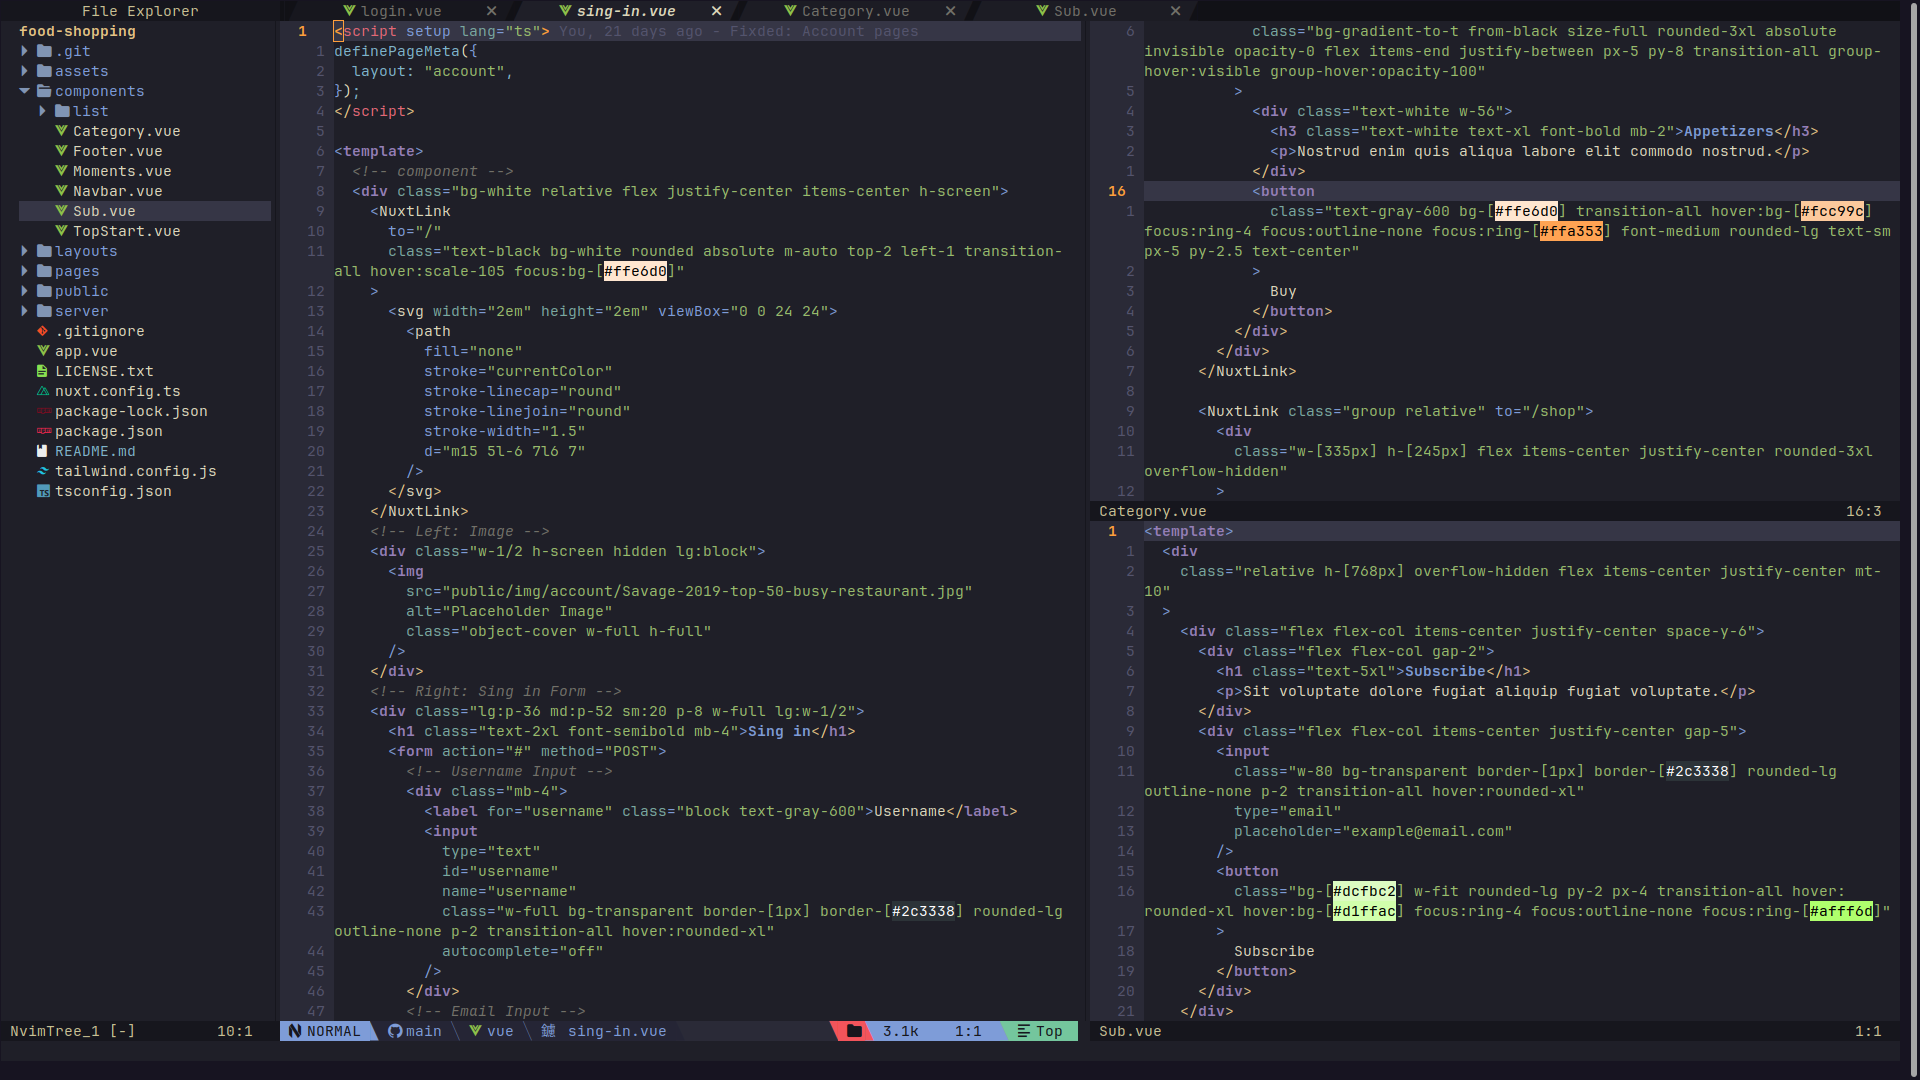 File Explorer
food-shopping
.git
assets
components
list
Category.vue
Footer.vue
Moments.vue
Navbar.vue
Sub.vue
TopStart.vue
layouts
pages
public
server
.gitignore
app.vue
LICENSE.txt
nuxt.config.ts
package-lock.json
package.json
README.md
tailwind.config.js
tsconfig.json
NvimTree_1 [-] 10:1
login.vue × sing-in.vue × Category.vue × Sub.vue ×
1 <script setup lang="ts"> You, 21 days ago - Fixded: Account pages
1 definePageMeta({
2 layout: "account",
3 });
4 </script>
5
6 <template>
7 <!-- component -->
8 <div class="bg-white relative flex justify-center items-center h-screen">
9 <NuxtLink
10 to="/"
11 class="text-black bg-white rounded absolute m-auto top-2 left-1 transition-
all hover:scale-105 focus:bg-[#ffe6d0]"
12 >
13 <svg width="2em" height="2em" viewBox="0 0 24 24">
14 <path
15 fill="none"
16 stroke="currentColor"
17 stroke-linecap="round"
18 stroke-linejoin="round"
19 stroke-width="1.5"
20 d="m15 5l-6 7l6 7"
21 />
22 </svg>
23 </NuxtLink>
24 <!-- Left: Image -->
25 <div class="w-1/2 h-screen hidden lg:block">
26 <img
27 src="public/img/account/Savage-2019-top-50-busy-restaurant.jpg"
28 alt="Placeholder Image"
29 class="object-cover w-full h-full"
30 />
31 </div>
32 <!-- Right: Sing in Form -->
33 <div class="lg:p-36 md:p-52 sm:20 p-8 w-full lg:w-1/2">
34 <h1 class="text-2xl font-semibold mb-4">Sing in</h1>
35 <form action="#" method="POST">
36 <!-- Username Input -->
37 <div class="mb-4">
38 <label for="username" class="block text-gray-600">Username</label>
39 <input
40 type="text"
41 id="username"
42 name="username"
43 class="w-full bg-transparent border-[1px] border-[#2c3338] rounded-lg
outline-none p-2 transition-all hover:rounded-xl"
44 autocomplete="off"
45 />
46 </div>
47 <!-- Email Input -->
NORMAL main vue sing-in.vue 3.1k 1:1 Top
6 class="bg-gradient-to-t from-black size-full rounded-3xl absolute
invisible opacity-0 flex items-end justify-between px-5 py-8 transition-all group-
hover:visible group-hover:opacity-100"
5 >
4 <div class="text-white w-56">
3 <h3 class="text-white text-xl font-bold mb-2">Appetizers</h3>
2 <p>Nostrud enim quis aliqua labore elit commodo nostrud.</p>
1 </div>
16 <button
1 class="text-gray-600 bg-[#ffe6d0] transition-all hover:bg-[#fcc99c]
focus:ring-4 focus:outline-none focus:ring-[#ffa353] font-medium rounded-lg text-sm
px-5 py-2.5 text-center"
2 >
3 Buy
4 </button>
5 </div>
6 </div>
7 </NuxtLink>
8
9 <NuxtLink class="group relative" to="/shop">
10 <div
11 class="w-[335px] h-[245px] flex items-center justify-center rounded-3xl
overflow-hidden"
12 >
Category.vue 16:3
1 <template>
1 <div
2 class="relative h-[768px] overflow-hidden flex items-center justify-center mt-
10"
3 >
4 <div class="flex flex-col items-center justify-center space-y-6">
5 <div class="flex flex-col gap-2">
6 <h1 class="text-5xl">Subscribe</h1>
7 <p>Sit voluptate dolore fugiat aliquip fugiat voluptate.</p>
8 </div>
9 <div class="flex flex-col items-center justify-center gap-5">
10 <input
11 class="w-80 bg-transparent border-[1px] border-[#2c3338] rounded-lg
outline-none p-2 transition-all hover:rounded-xl"
12 type="email"
13 placeholder="example@email.com"
14 />
15 <button
16 class="bg-[#dcfbc2] w-fit rounded-lg py-2 px-4 transition-all hover:
rounded-xl hover:bg-[#d1ffac] focus:ring-4 focus:outline-none focus:ring-[#afff6d]"
17 >
18 Subscribe
19 </button>
20 </div>
21 </div>
Sub.vue 1:1